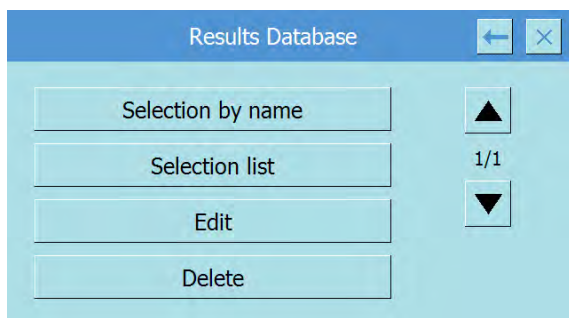 Results Database
Selection by name
Selection list
1/1
Edit
Delete